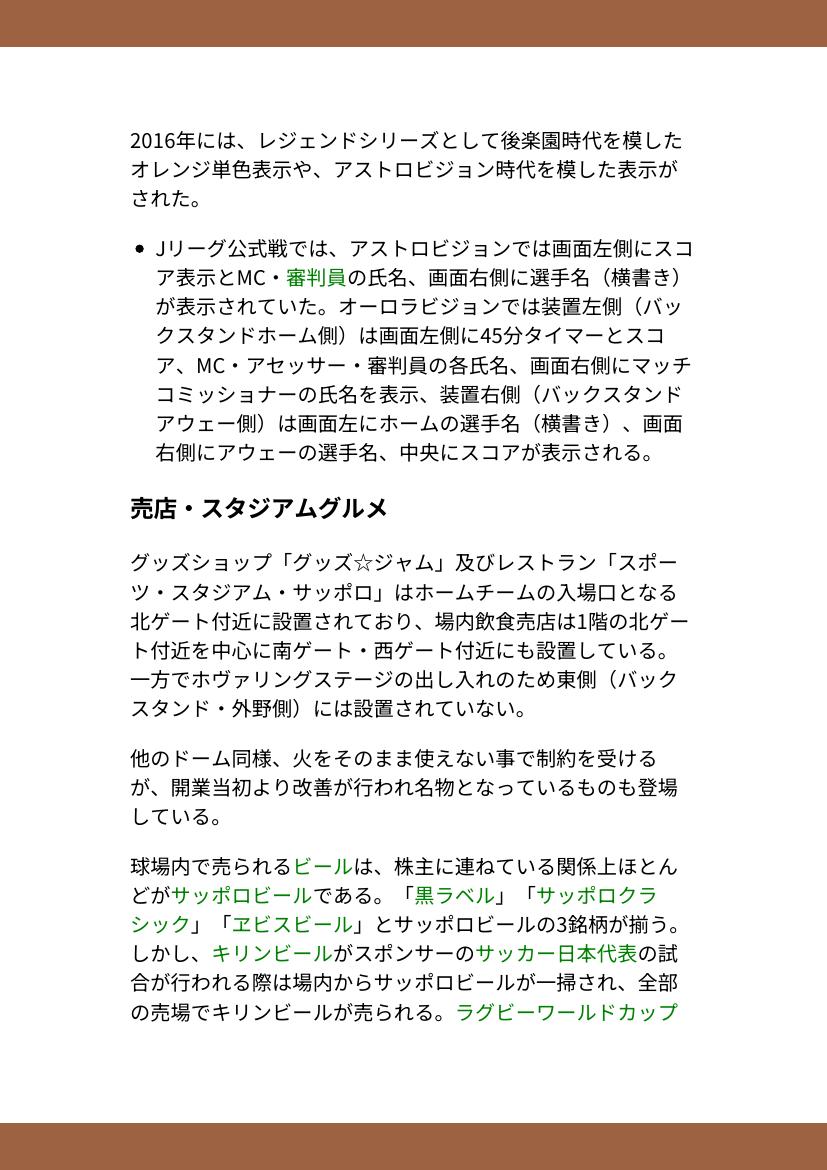 2016年には、レジェンドシリーズとして後楽園時代を模した
オレンジ単色表示や、アストロビジョン時代を模した表示が
された。
• Jリーグ公式戦では、アストロビジョンでは画面左側にスコ
ア表示とMC・審判員の氏名、画面右側に選手名（横書き）
が表示されていた。オーロラビジョンでは装置左側（バッ
クスタンドホーム側）は画面左側に45分タイマーとスコ
ア、MC・アセッサー・審判員の各氏名、画面右側にマッチ
コミッショナーの氏名を表示、装置右側（バックスタンド
アウェー側）は画面左にホームの選手名（横書き）、画面
右側にアウェーの選手名、中央にスコアが表示される。
売店・スタジアムグルメ
グッズショップ「グッズ☆ジャム」及びレストラン「スポー
ツ・スタジアム・サッポロ」はホームチームの入場口となる
北ゲート付近に設置されており、場内飲食売店は1階の北ゲー
ト付近を中心に南ゲート・西ゲート付近にも設置している。
一方でホヴァリングステージの出し入れのため東側（バック
スタンド・外野側）には設置されていない。
他のドーム同様、火をそのまま使えない事で制約を受ける
が、開業当初より改善が行われ名物となっているものも登場
している。
球場内で売られるビールは、株主に連ねている関係上ほとん
どがサッポロビールである。「黒ラベル」「サッポロクラ
シック」「ヱビスビール」とサッポロビールの3銘柄が揃う。
しかし、キリンビールがスポンサーのサッカー日本代表の試
合が行われる際は場内からサッポロビールが一掃され、全部
の売場でキリンビールが売られる。ラグビーワールドカップ